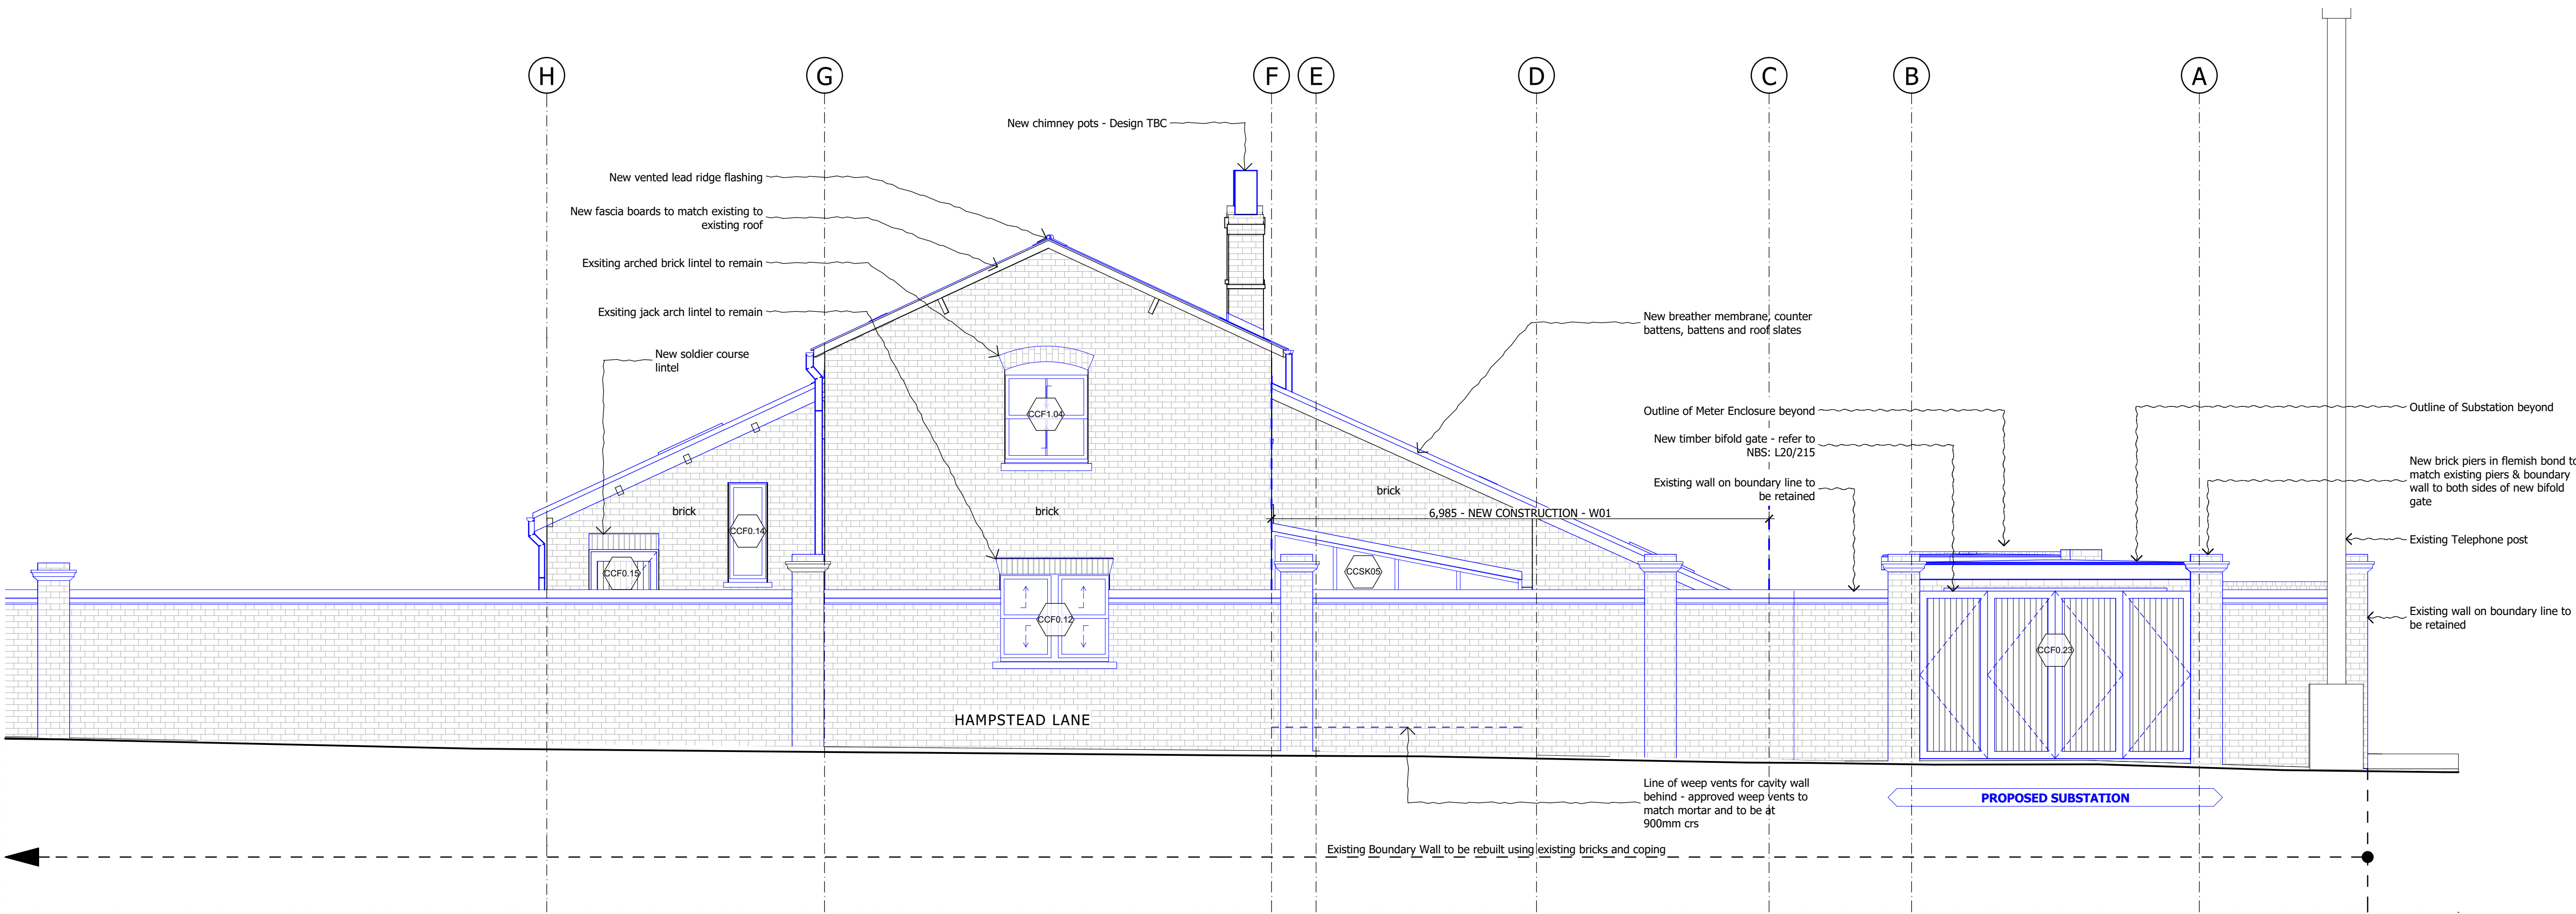 H
G
F
E
D
C
B
A
New chimney pots - Design TBC
New vented lead ridge flashing
New fascia boards to match existing to
existing roof
Exsiting arched brick lintel to remain
Exsiting jack arch lintel to remain
New soldier course
lintel
New breather membrane, counter
battens, battens and roof slates
Outline of Meter Enclosure beyond
New timber bifold gate - refer to
NBS: L20/215
Existing wall on boundary line to
be retained
Outline of Substation beyond
New brick piers in flemish bond to
match existing piers & boundary
wall to both sides of new bifold
gate
Existing Telephone post
Existing wall on boundary line to
be retained
CCF1.04
brick
brick
brick
6,985 - NEW CONSTRUCTION - W01
CCF0.14
CCF0.15
CCSK05
CCF0.12
CCF0.23
HAMPSTEAD LANE
Line of weep vents for cavity wall
behind - approved weep vents to
match mortar and to be at
900mm crs
PROPOSED SUBSTATION
Existing Boundary Wall to be rebuilt using existing bricks and coping